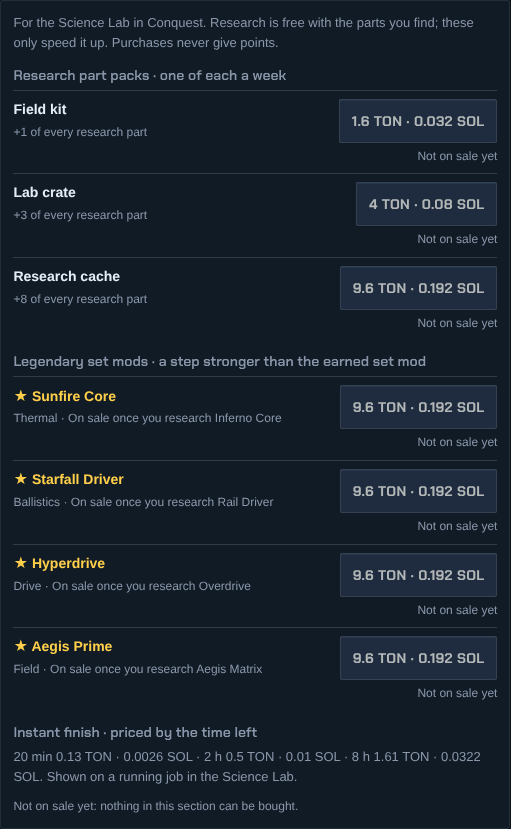 For the Science Lab in Conquest. Research is free with the parts you find; these
only speed it up. Purchases never give points.
Research part packs · one of each a week
Field kit
+1 of every research part
1.6 TON · 0.032 SOL
Not on sale yet
Lab crate
+3 of every research part
4 TON · 0.08 SOL
Not on sale yet
Research cache
+8 of every research part
9.6 TON · 0.192 SOL
Not on sale yet
Legendary set mods · a step stronger than the earned set mod
★ Sunfire Core
Thermal · On sale once you research Inferno Core
9.6 TON · 0.192 SOL
Not on sale yet
★ Starfall Driver
Ballistics · On sale once you research Rail Driver
9.6 TON · 0.192 SOL
Not on sale yet
★ Hyperdrive
Drive · On sale once you research Overdrive
9.6 TON · 0.192 SOL
Not on sale yet
★ Aegis Prime
Field · On sale once you research Aegis Matrix
9.6 TON · 0.192 SOL
Not on sale yet
Instant finish · priced by the time left
20 min 0.13 TON · 0.0026 SOL · 2 h 0.5 TON · 0.01 SOL · 8 h 1.61 TON · 0.0322
SOL. Shown on a running job in the Science Lab.
Not on sale yet: nothing in this section can be bought.